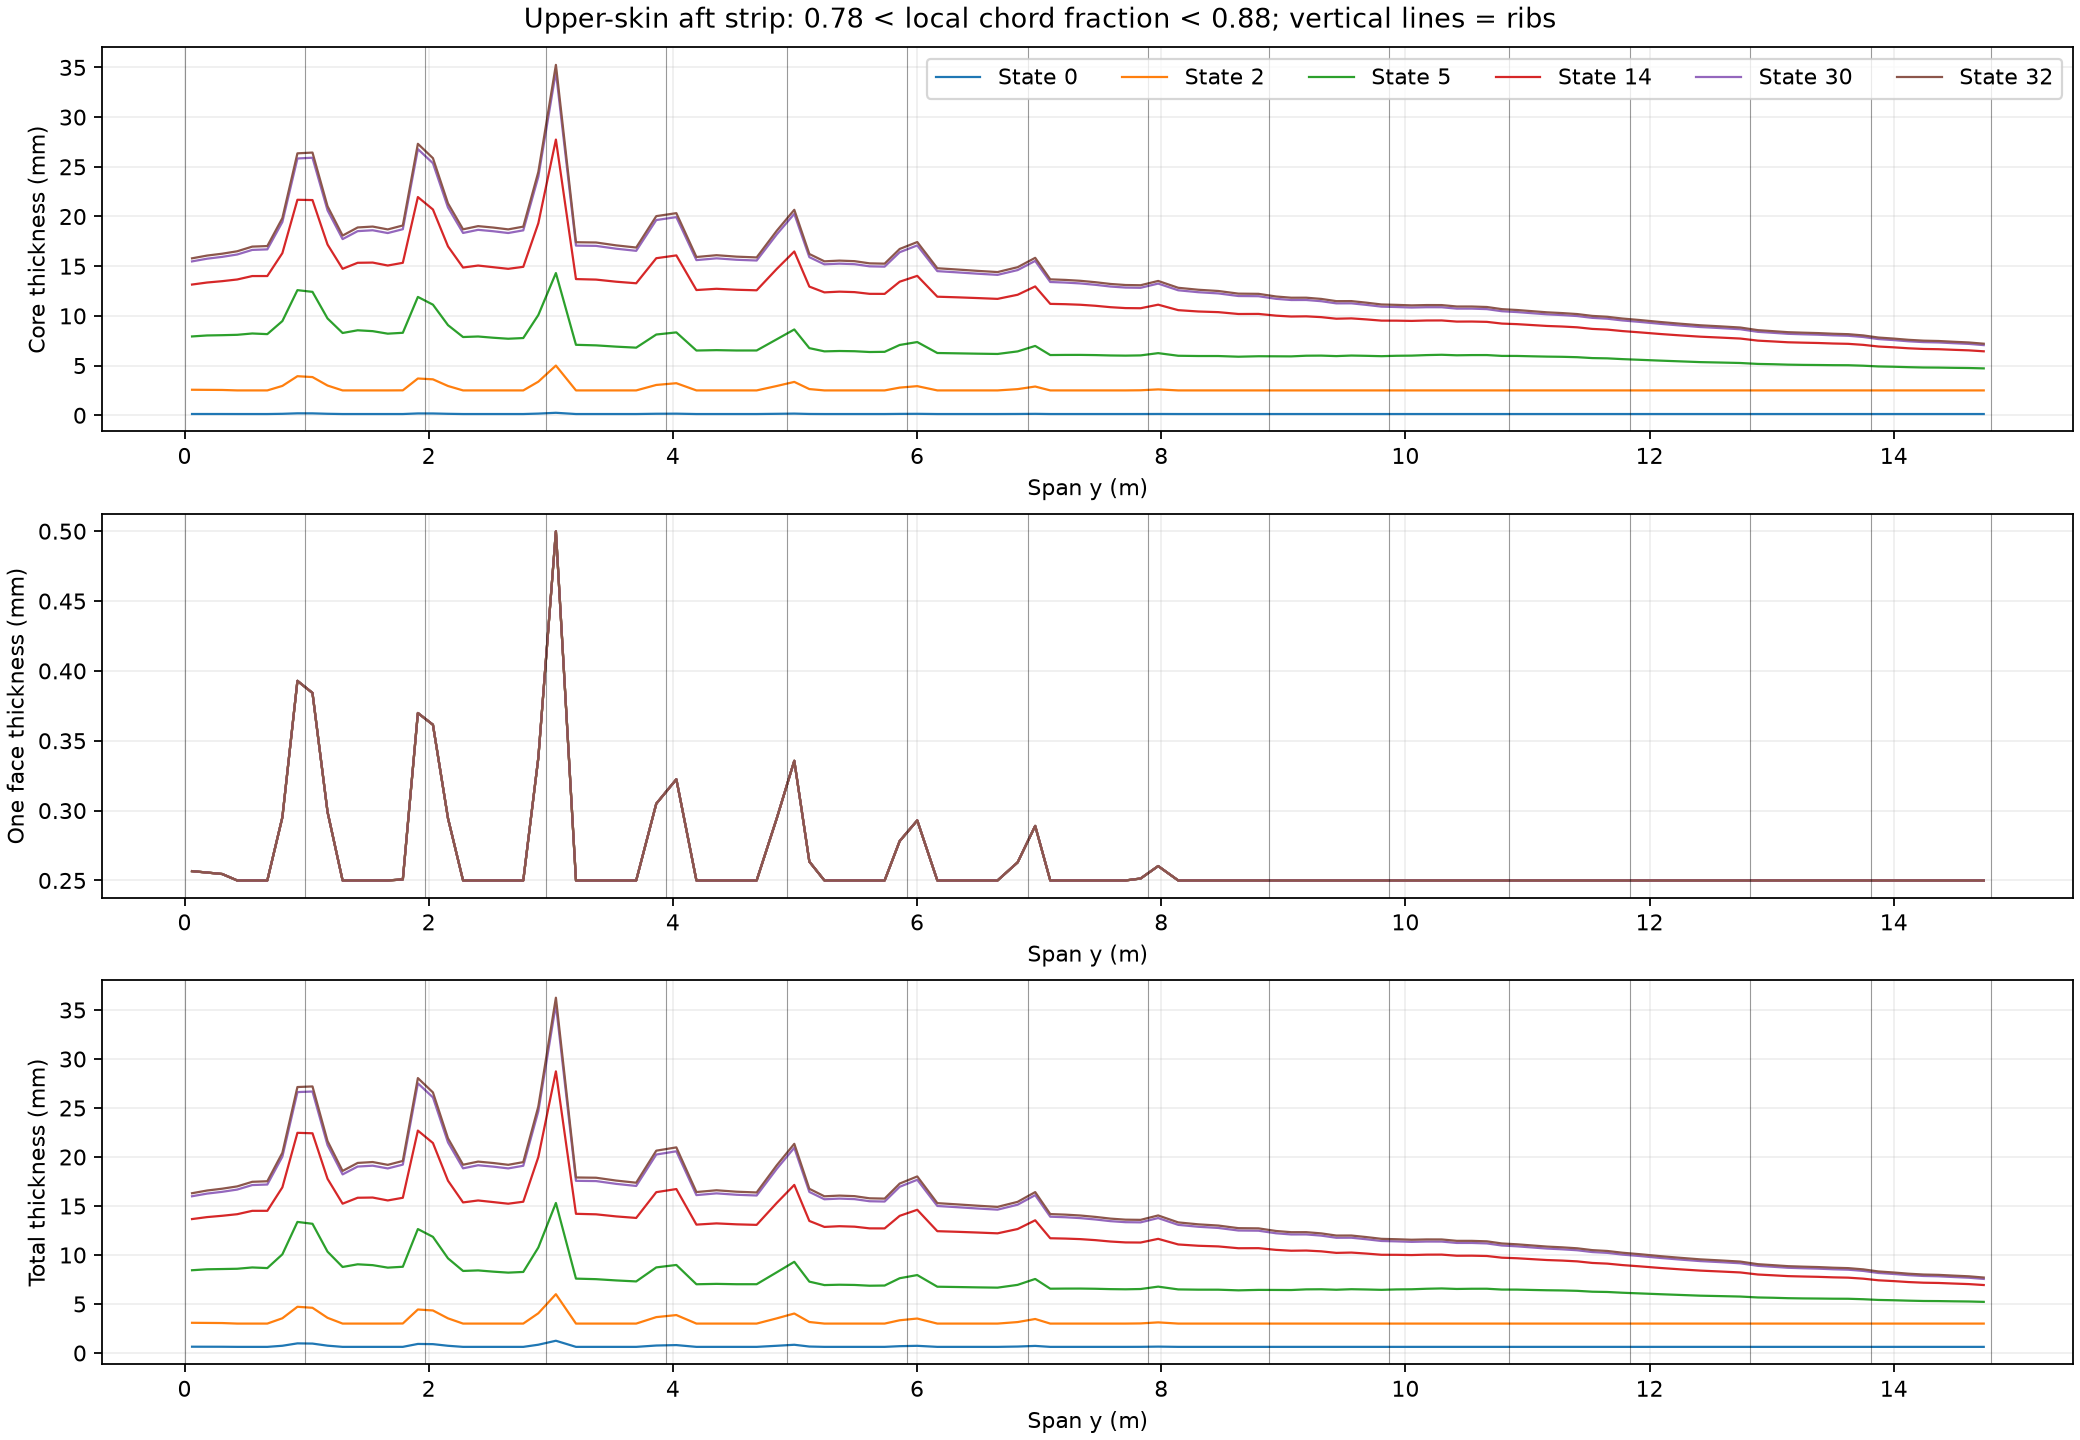 Upper-skin aft strip: 0.78 < local chord fraction < 0.88; vertical lines = ribs
State 0 State 2 State 5 State 14 State 30 State 32
Core thickness (mm)
35
30
25
20
15
10
5
0
0 2 4 6 8 10 12 14
Span y (m)
One face thickness (mm)
0.50
0.45
0.40
0.35
0.30
0.25
0 2 4 6 8 10 12 14
Span y (m)
Total thickness (mm)
35
30
25
20
15
10
5
0
0 2 4 6 8 10 12 14
Span y (m)